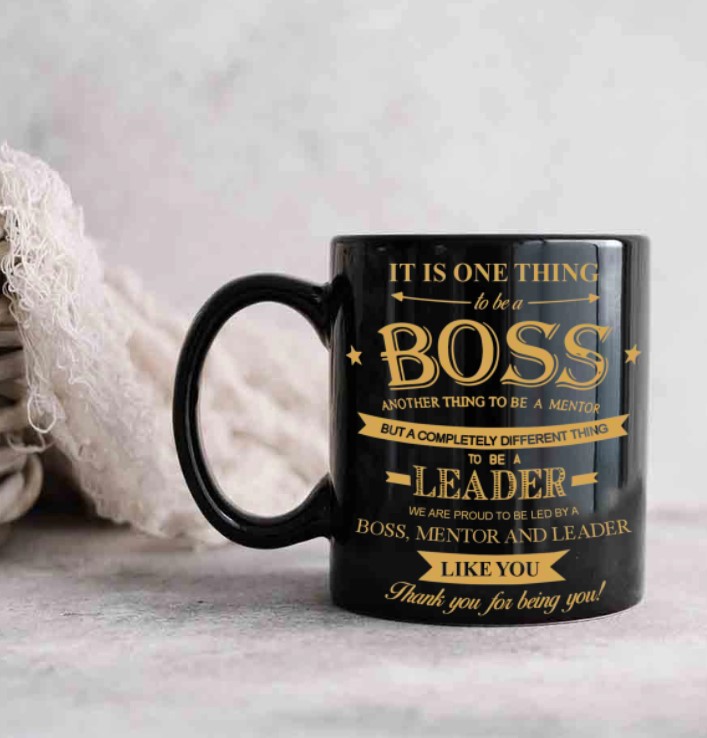 IT IS ONE THING
to be a
BOSS
ANOTHER THING TO BE A MENTOR
BUT A COMPLETELY DIFFERENT THING
TO BE A
LEADER
WE ARE PROUD TO BE LED BY A
BOSS, MENTOR AND LEADER
LIKE YOU
Thank you for being you!